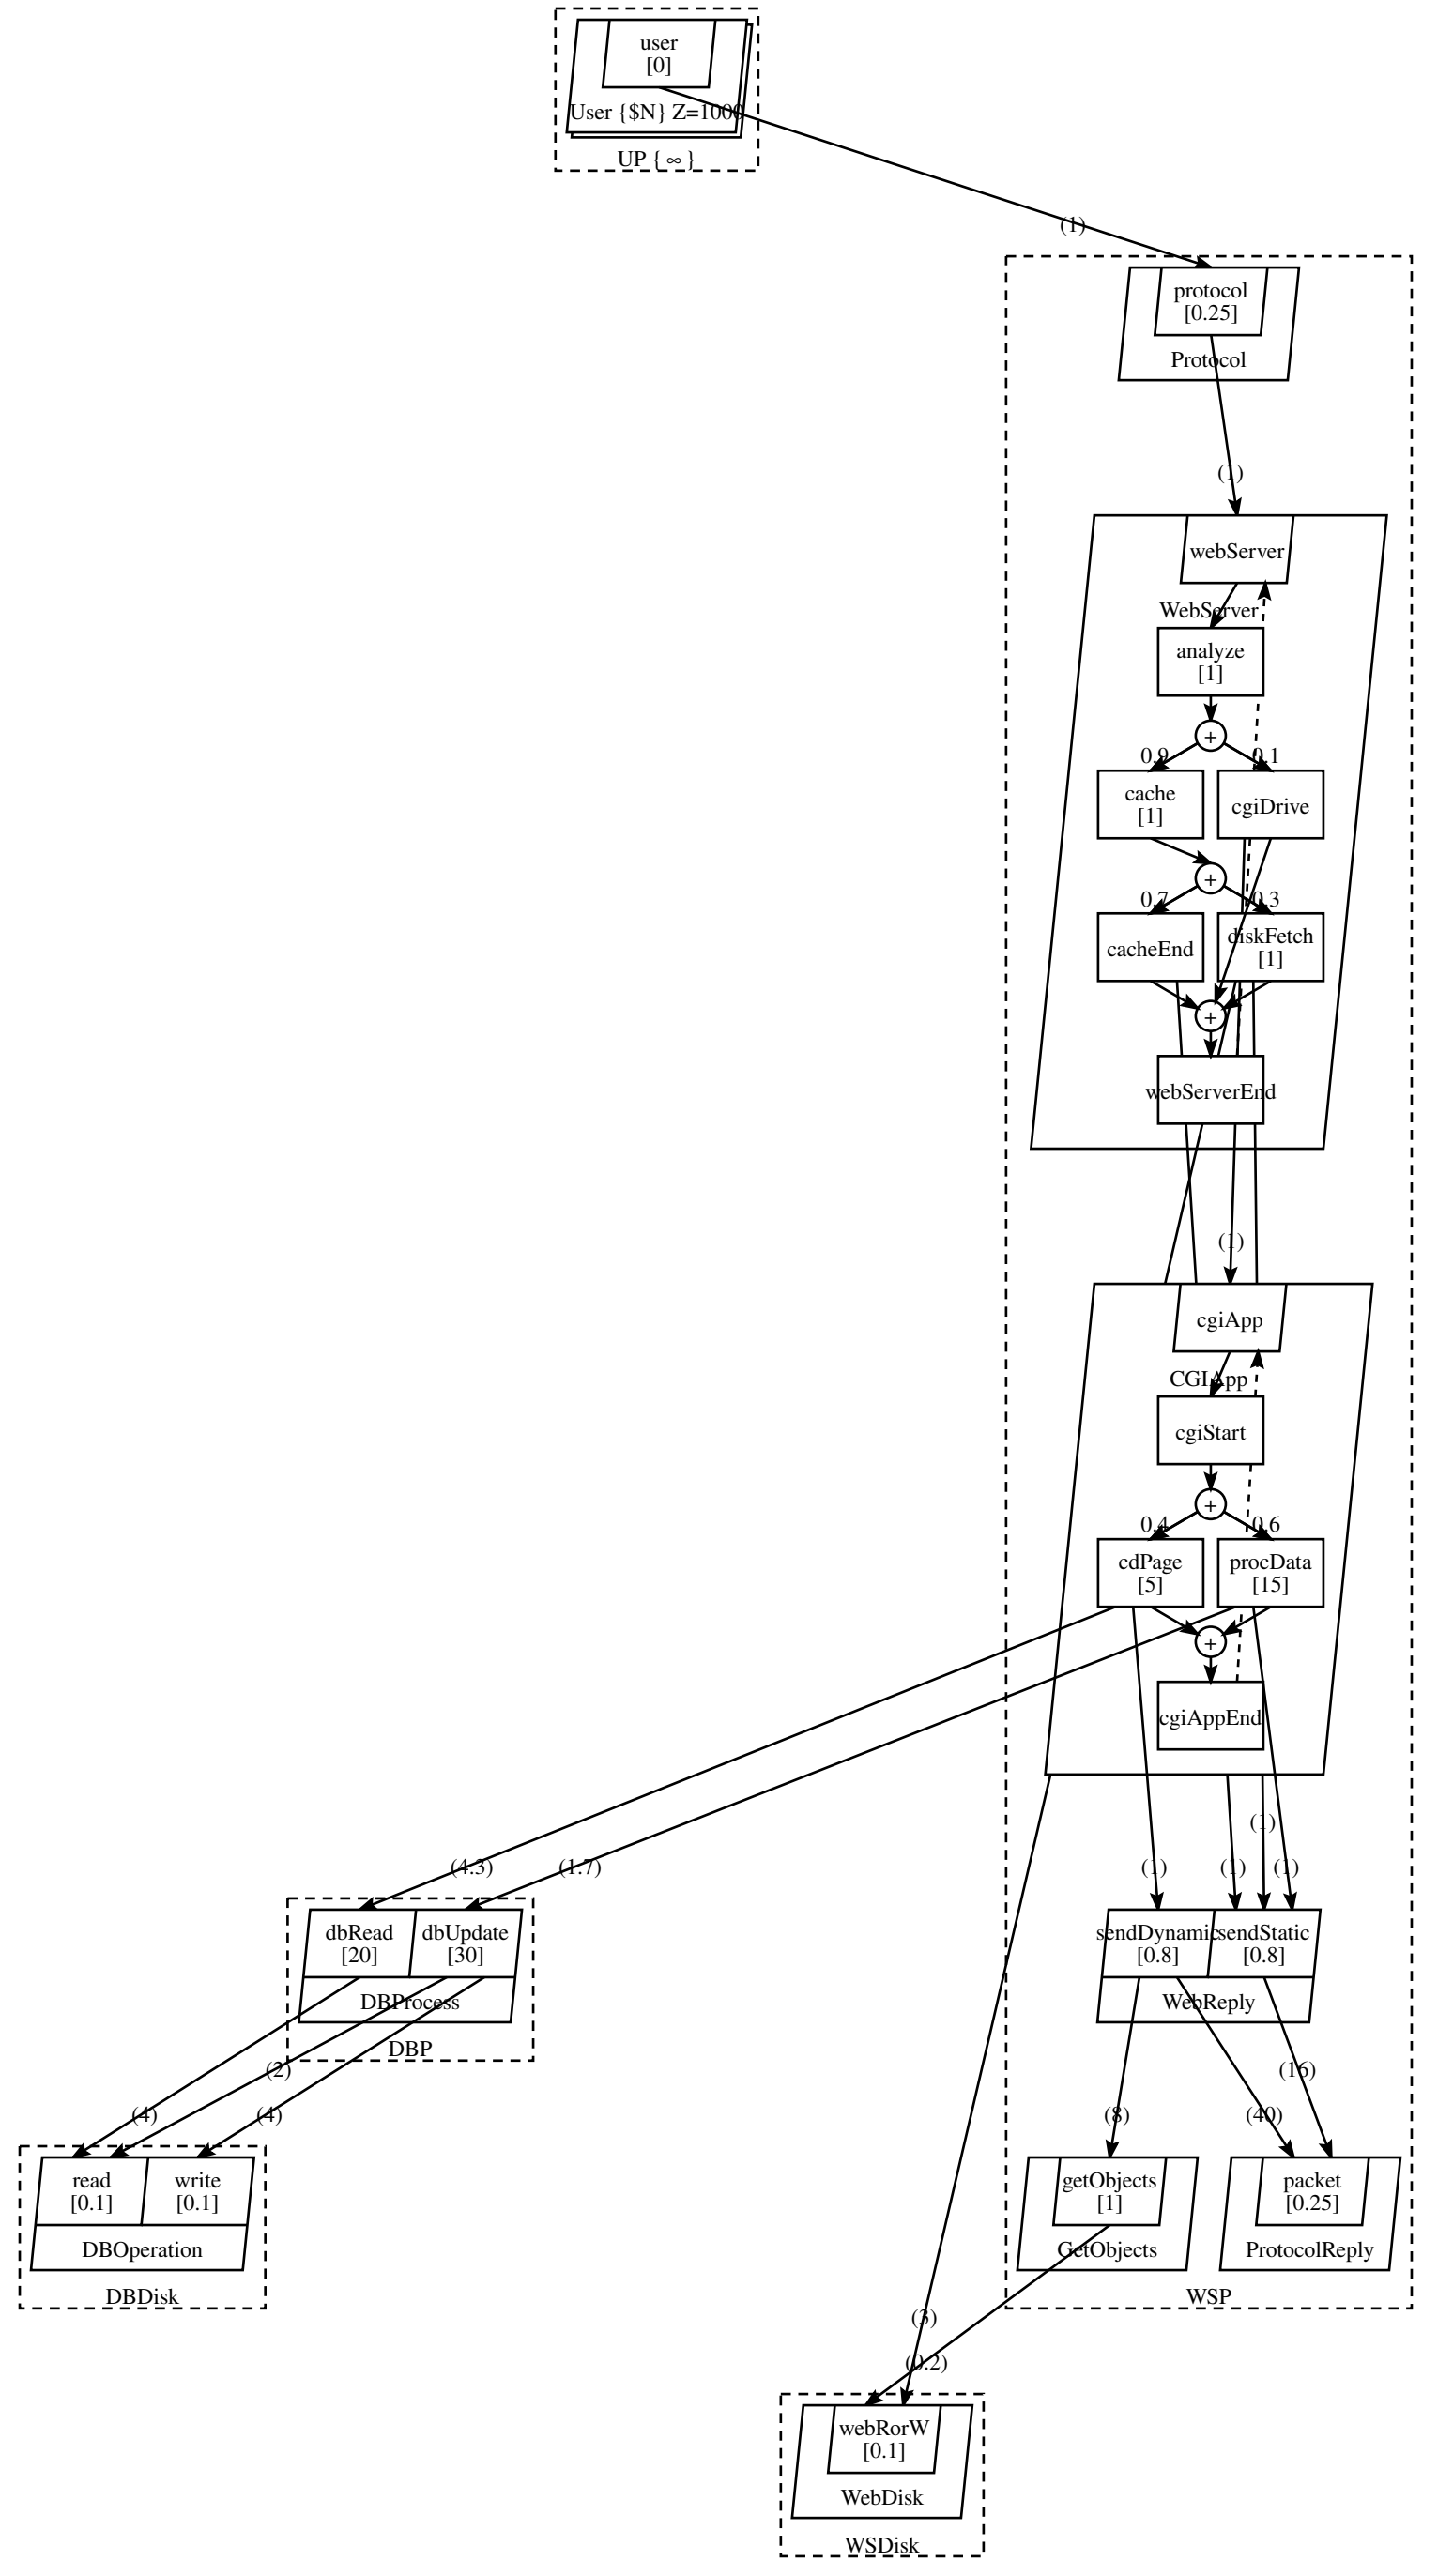 user
[0]
User {$N} Z=1000
UP { ∞ }
(1)
protocol
[0.25]
Protocol
(1)
webServer
WebServer
analyze
[1]
+
0.9
0.1
cache
[1]
cgiDrive
+
0.7
0.3
cacheEnd
diskFetch
[1]
+
webServerEnd
(1)
cgiApp
CGIApp
cgiStart
+
0.4
0.6
cdPage
[5]
procData
[15]
+
cgiAppEnd
(1)
(4.3)
(1.7)
(1)
(1)
(1)
dbRead
[20]
dbUpdate
[30]
DBProcess
DBP
sendDynamic
[0.8]
sendStatic
[0.8]
WebReply
(2)
(16)
(4)
(4)
(8)
(40)
read
[0.1]
write
[0.1]
DBOperation
DBDisk
getObjects
[1]
GetObjects
packet
[0.25]
ProtocolReply
WSP
(3)
(0.2)
webRorW
[0.1]
WebDisk
WSDisk